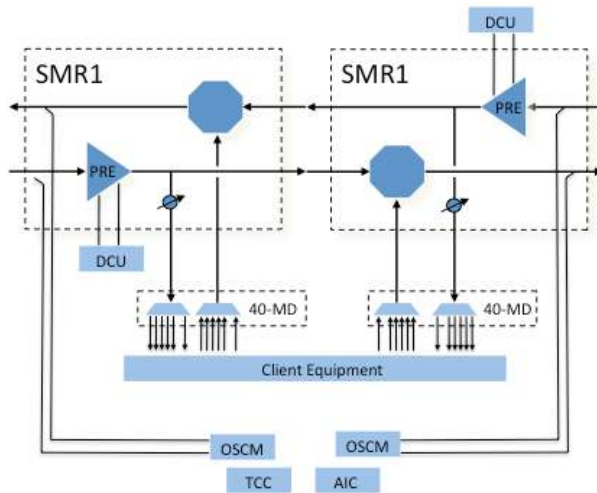 DCU
SMR1
SMR1
PRE
PRE
DCU
40-MD
40-MD
Client Equipment
OSCM
OSCM
TCC
AIC